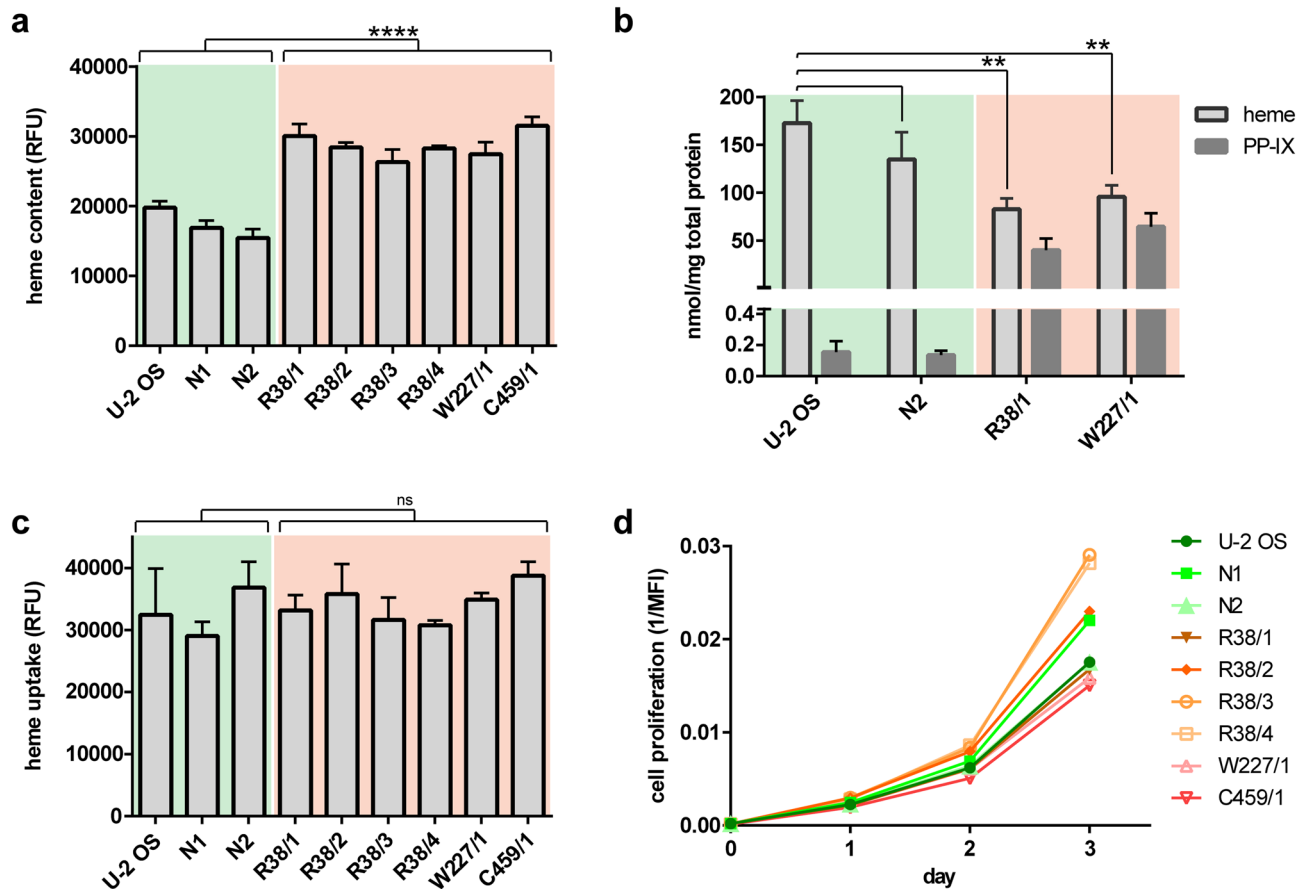 a
****
heme content (RFU)
40000
30000
20000
10000
0
U-2 OS
N1
N2
R38/1
R38/2
R38/3
R38/4
W227/1
C459/1
b
**
**
nmol/mg total protein
200
150
100
50
0.4
0.2
0.0
U-2 OS
N2
R38/1
W227/1
heme
PP-IX
c
ns
heme uptake (RFU)
40000
30000
20000
10000
0
U-2 OS
N1
N2
R38/1
R38/2
R38/3
R38/4
W227/1
C459/1
d
cell proliferation (1/MFI)
0.03
0.02
0.01
0.00
0
1
2
3
day
U-2 OS
N1
N2
R38/1
R38/2
R38/3
R38/4
W227/1
C459/1